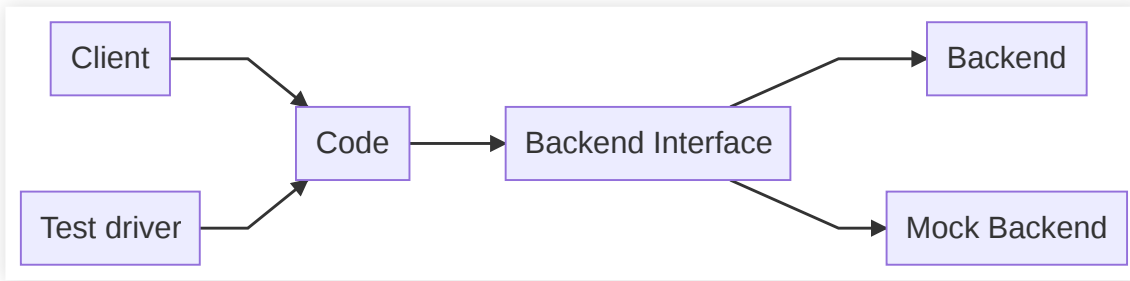 Client
Backend
Code
Backend Interface
Test driver
Mock Backend